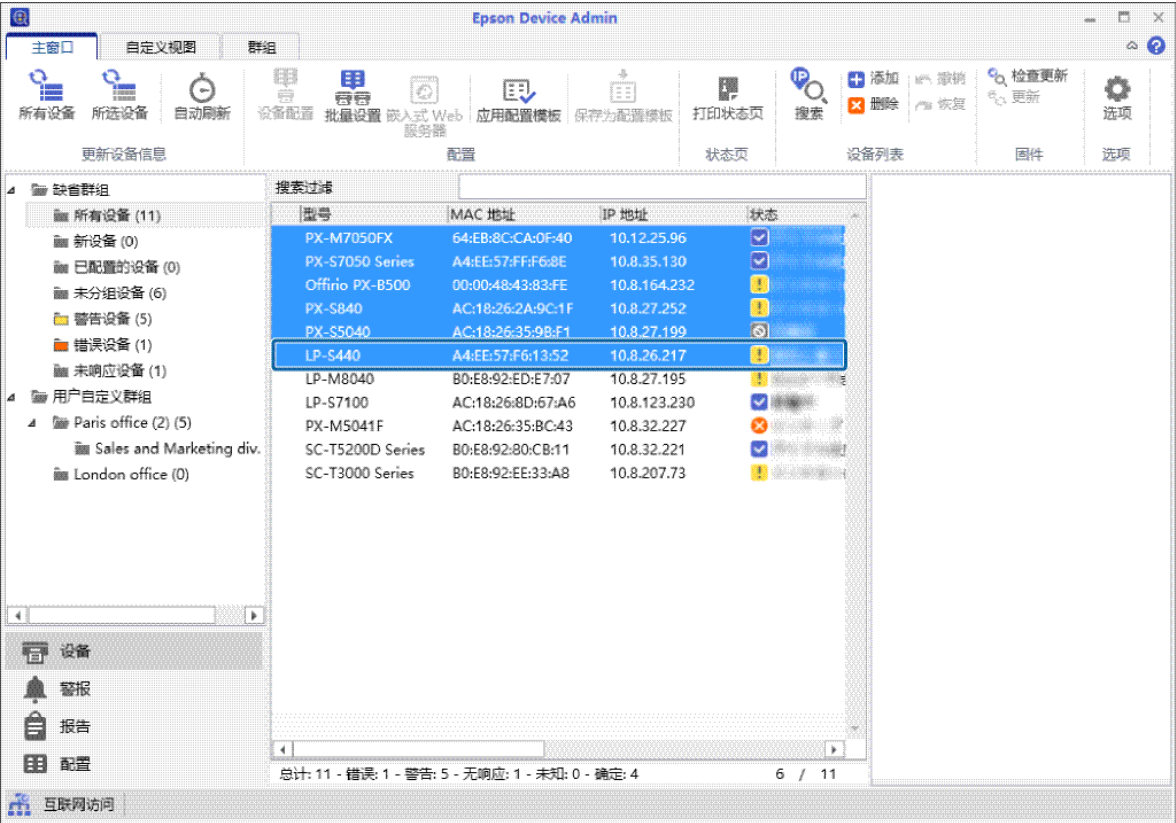 Epson Device Admin
主窗口 自定义视图 群组
所有设备 所选设备 自动刷新 设备配置 批量设置 嵌入式 Web 服务器 应用配置模板 保存为配置模板 打印状态页 搜索 添加 删除 撤销 恢复 检查更新 更新 选项
更新设备信息 配置 状态页 设备列表 固件 选项
缺省群组
所有设备 (11)
新设备 (0)
已配置的设备 (0)
未分组设备 (6)
警告设备 (5)
错误设备 (1)
未响应设备 (1)
用户自定义群组
Paris office (2) (5)
Sales and Marketing div.
London office (0)
设备
警报
报告
配置
搜索过滤
型号 MAC 地址 IP 地址 状态
PX-M7050FX 64:EB:8C:CA:0F:40 10.12.25.96
PX-S7050 Series A4:EE:57:FF:F6:8E 10.8.35.130
Offirio PX-B500 00:00:48:43:83:FE 10.8.164.232
PX-S840 AC:18:26:2A:9C:1F 10.8.27.252
PX-S5040 AC:18:26:35:9B:F1 10.8.27.199
LP-S440 A4:EE:57:F6:13:52 10.8.26.217
LP-M8040 B0:E8:92:ED:E7:07 10.8.27.195
LP-S7100 AC:18:26:8D:67:A6 10.8.123.230
PX-M5041F AC:18:26:35:BC:43 10.8.32.227
SC-T5200D Series B0:E8:92:80:CB:11 10.8.32.221
SC-T3000 Series B0:E8:92:EE:33:A8 10.8.207.73
总计: 11 - 错误: 1 - 警告: 5 - 无响应: 1 - 未知: 0 - 确定: 4 6 / 11
互联网访问